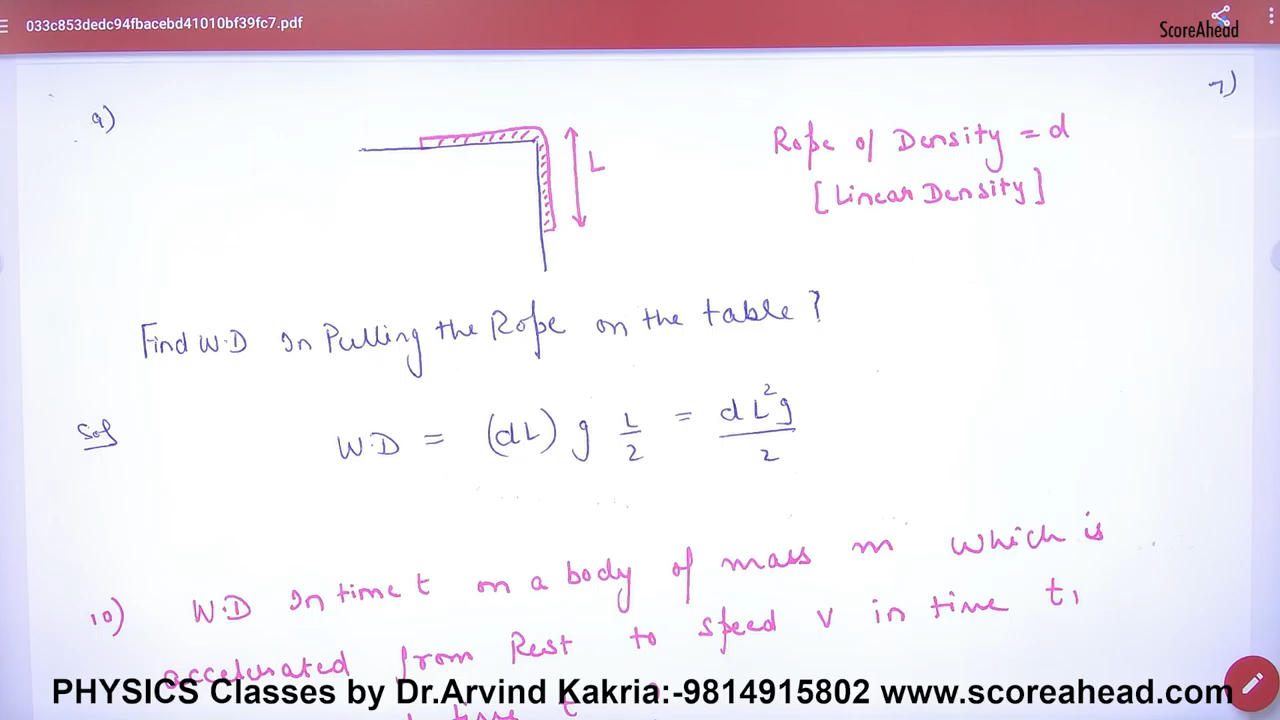 033c853dedc94fbacebd41010bf39fc7.pdf
ScoreAhead
7)
9)
L
Rope of Density = d
[Linear Density]
Find W.D In Pulling the Rope on the table?
Sol
W.D = (dL) g L/2 = dL²g/2
10) W.D In time t on a body of mass m which is
accelerated from Rest to speed v in time t₁
time t
PHYSICS Classes by Dr.Arvind Kakria:-9814915802 www.scoreahead.com